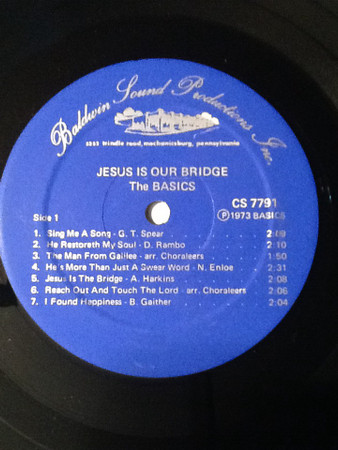 Baldwin Sound Productions Inc.
trindle road, mechanicsburg, pennsylvania
JESUS IS OUR BRIDGE
The BASICS
CS 7791
Side 1
Ⓟ1973 BASICS
1. Sing Me A Song - G. T. Spear 2:09
2. He Restoreth My Soul - D. Rambo 2:10
3. The Man From Galilee - arr. Choraleers 1:50
4. He's More Than Just A Swear Word - N. Enloe 2:31
5. Jesus Is The Bridge - A. Harkins 2:08
6. Reach Out And Touch The Lord - arr. Choraleers 2:06
7. I Found Happiness - B. Gaither 2:04